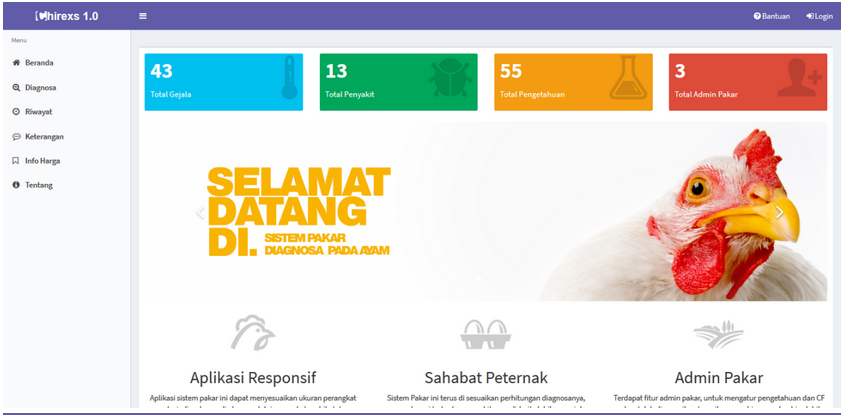 Chirexs 1.0
Bantuan
Login
Menu
Beranda
Diagnosa
Riwayat
Keterangan
Info Harga
Tentang
43
Total Gejala
13
Total Penyakit
55
Total Pengetahuan
3
Total Admin Pakar
SELAMAT
DATANG
DI. SISTEM PAKAR
DIAGNOSA PADA AYAM
Aplikasi Responsif
Aplikasi sistem pakar ini dapat menyesuaikan ukuran perangkat
Sahabat Peternak
Sistem Pakar ini terus di sesuaikan perhitungan diagnosanya,
Admin Pakar
Terdapat fitur admin pakar, untuk mengatur pengetahuan dan CF